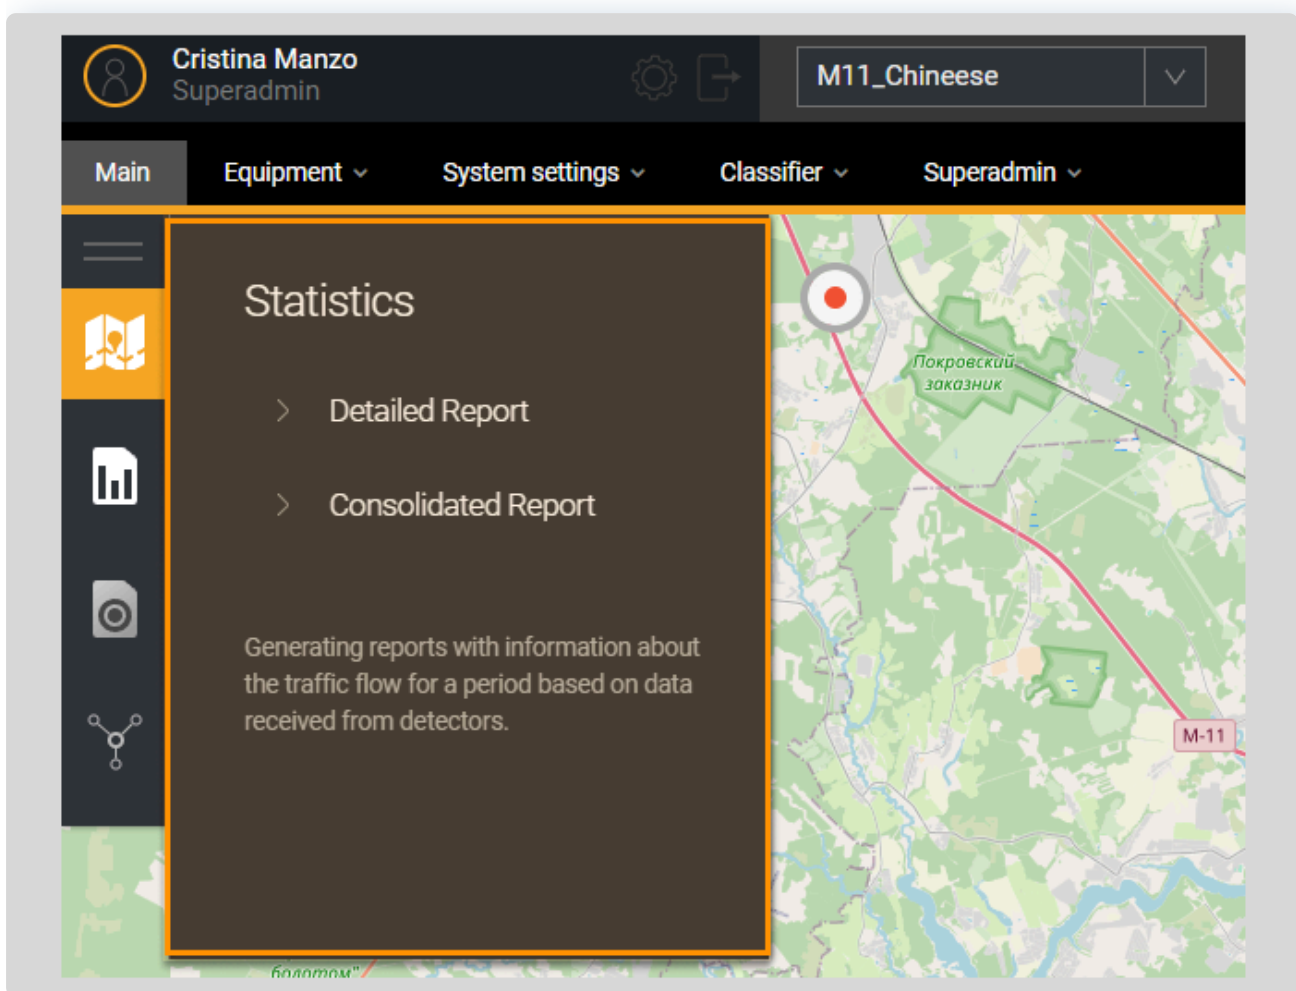 Cristina Manzo
Superadmin
M11_Chineese
Main
Equipment
System settings
Classifier
Superadmin
Statistics
Detailed Report
Consolidated Report
Generating reports with information about
the traffic flow for a period based on data
received from detectors.
Покровский
заказник
М-11
болотом"